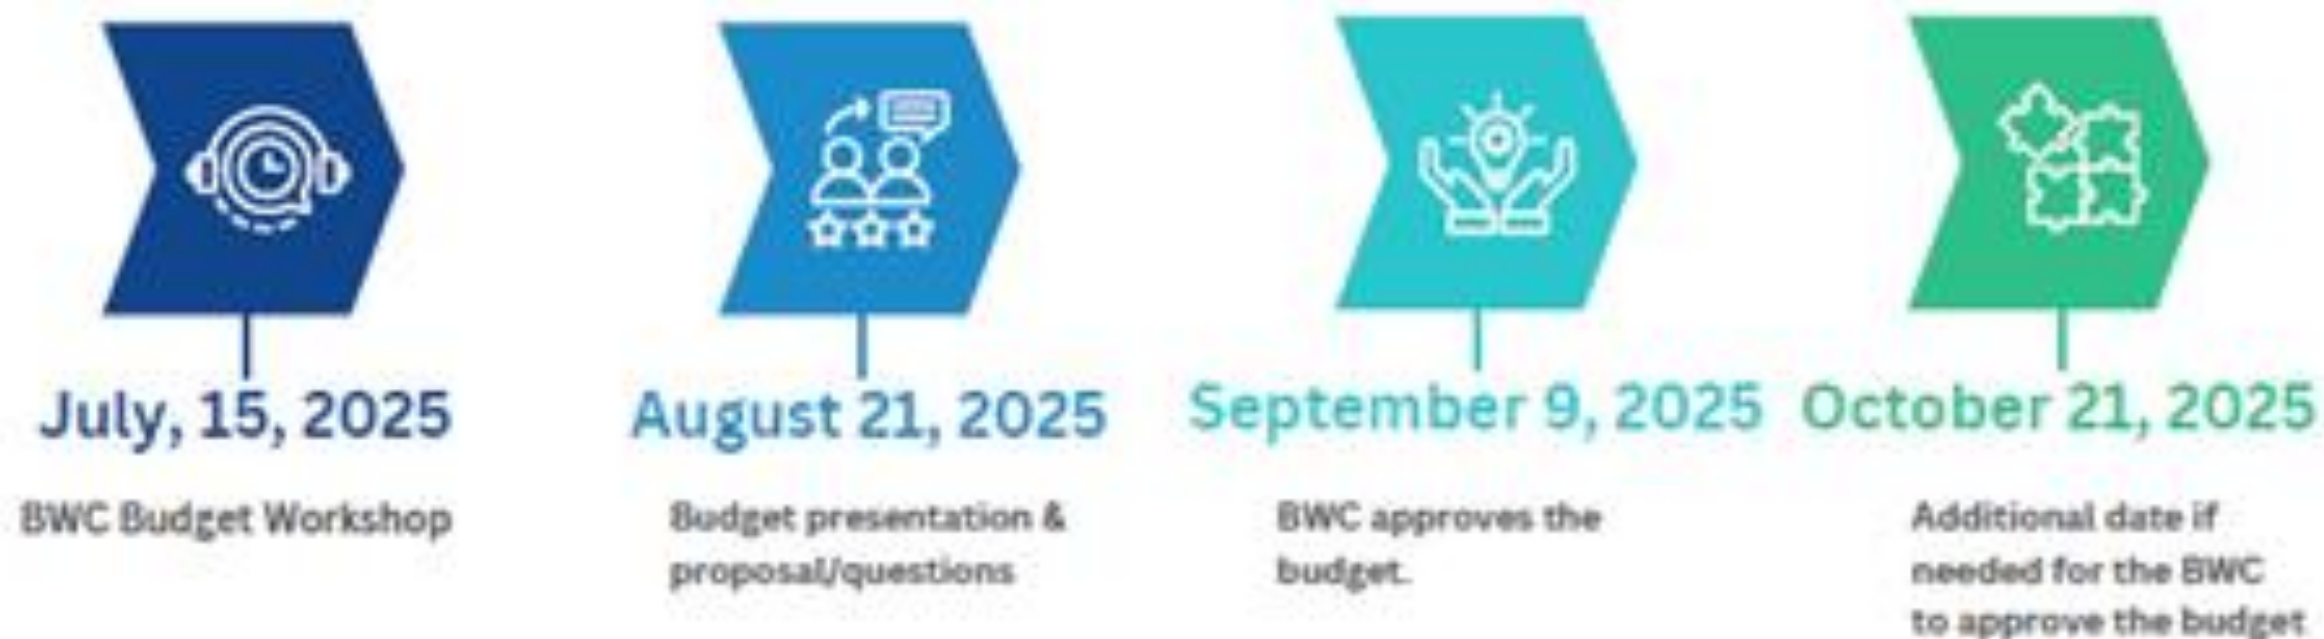 July, 15, 2025
BWC Budget Workshop
August 21, 2025
Budget presentation &
proposal/questions
September 9, 2025
BWC approves the
budget.
October 21, 2025
Additional date if
needed for the BWC
to approve the budget